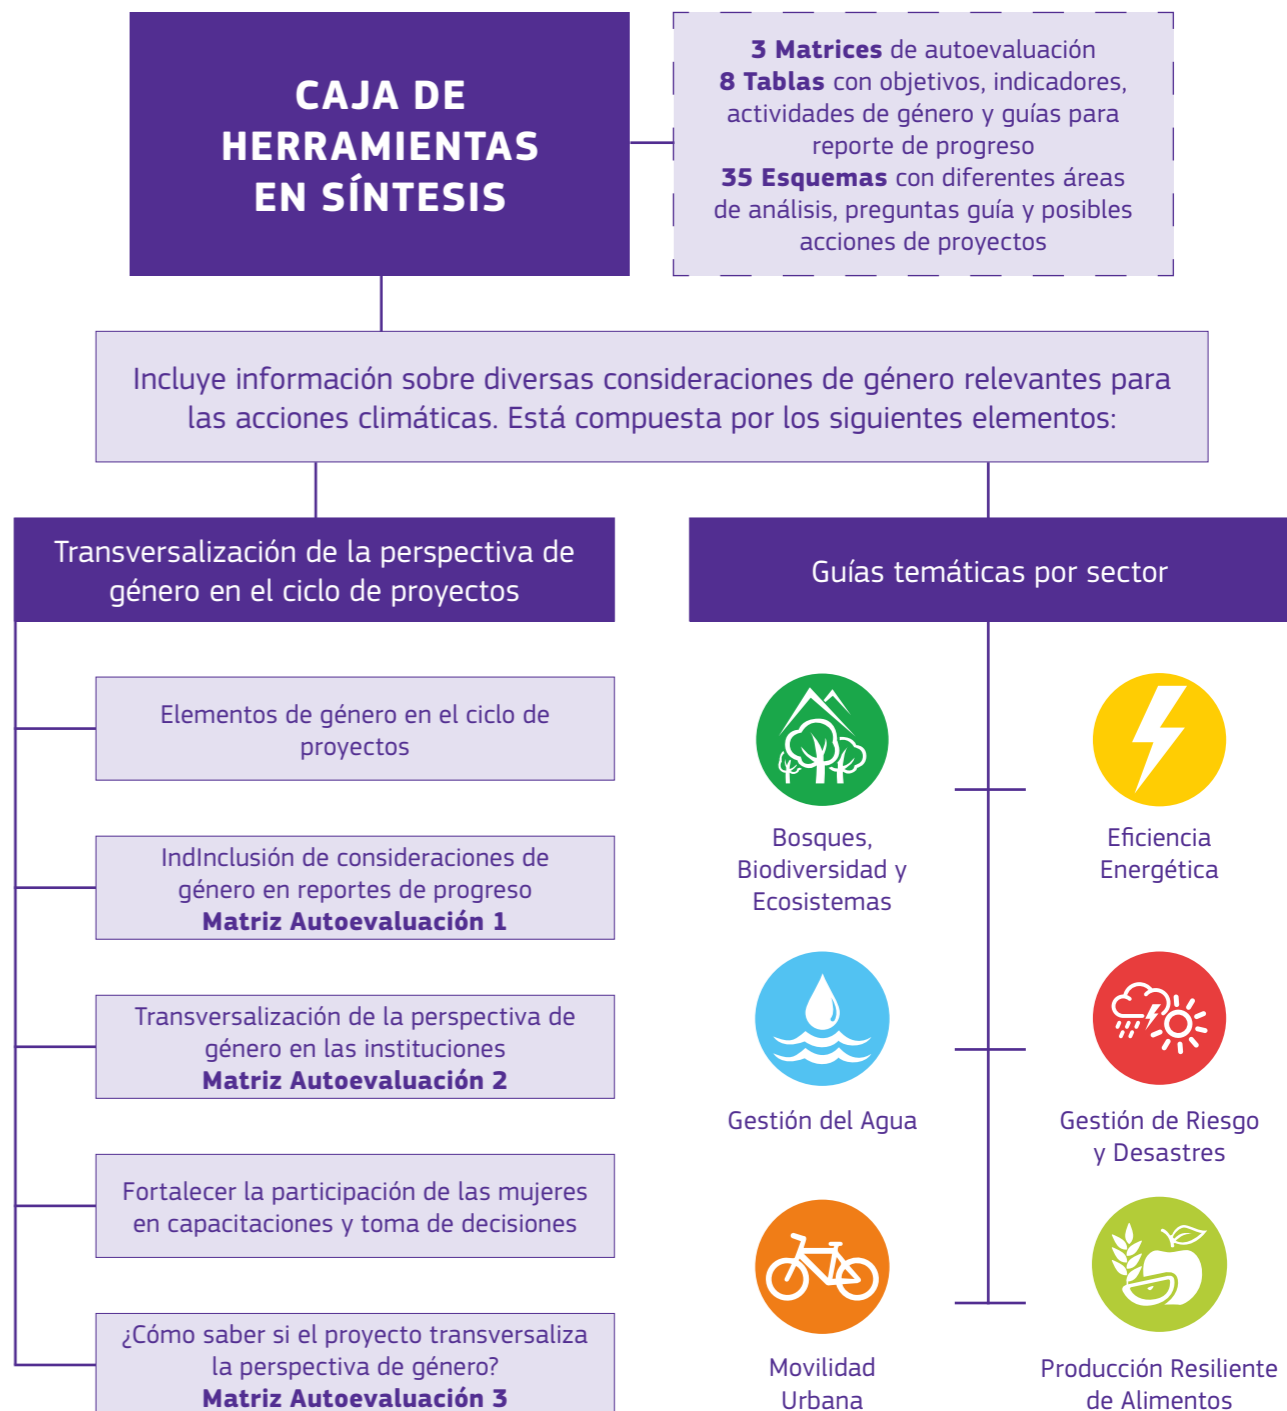 CAJA DE
HERRAMIENTAS
EN SÍNTESIS
3 Matrices de autoevaluación
8 Tablas con objetivos, indicadores,
actividades de género y guías para
reporte de progreso
35 Esquemas con diferentes áreas
de análisis, preguntas guía y posibles
acciones de proyectos
Incluye información sobre diversas consideraciones de género relevantes para
las acciones climáticas. Está compuesta por los siguientes elementos:
Transversalización de la perspectiva de
género en el ciclo de proyectos
Elementos de género en el ciclo de
proyectos
IndInclusión de consideraciones de
género en reportes de progreso
Matriz Autoevaluación 1
Transversalización de la perspectiva de
género en las instituciones
Matriz Autoevaluación 2
Fortalecer la participación de las mujeres
en capacitaciones y toma de decisiones
¿Cómo saber si el proyecto transversaliza
la perspectiva de género?
Matriz Autoevaluación 3
Guías temáticas por sector
Bosques,
Biodiversidad y
Ecosistemas
Eficiencia
Energética
Gestión del Agua
Gestión de Riesgo
y Desastres
Movilidad
Urbana
Producción Resiliente
de Alimentos